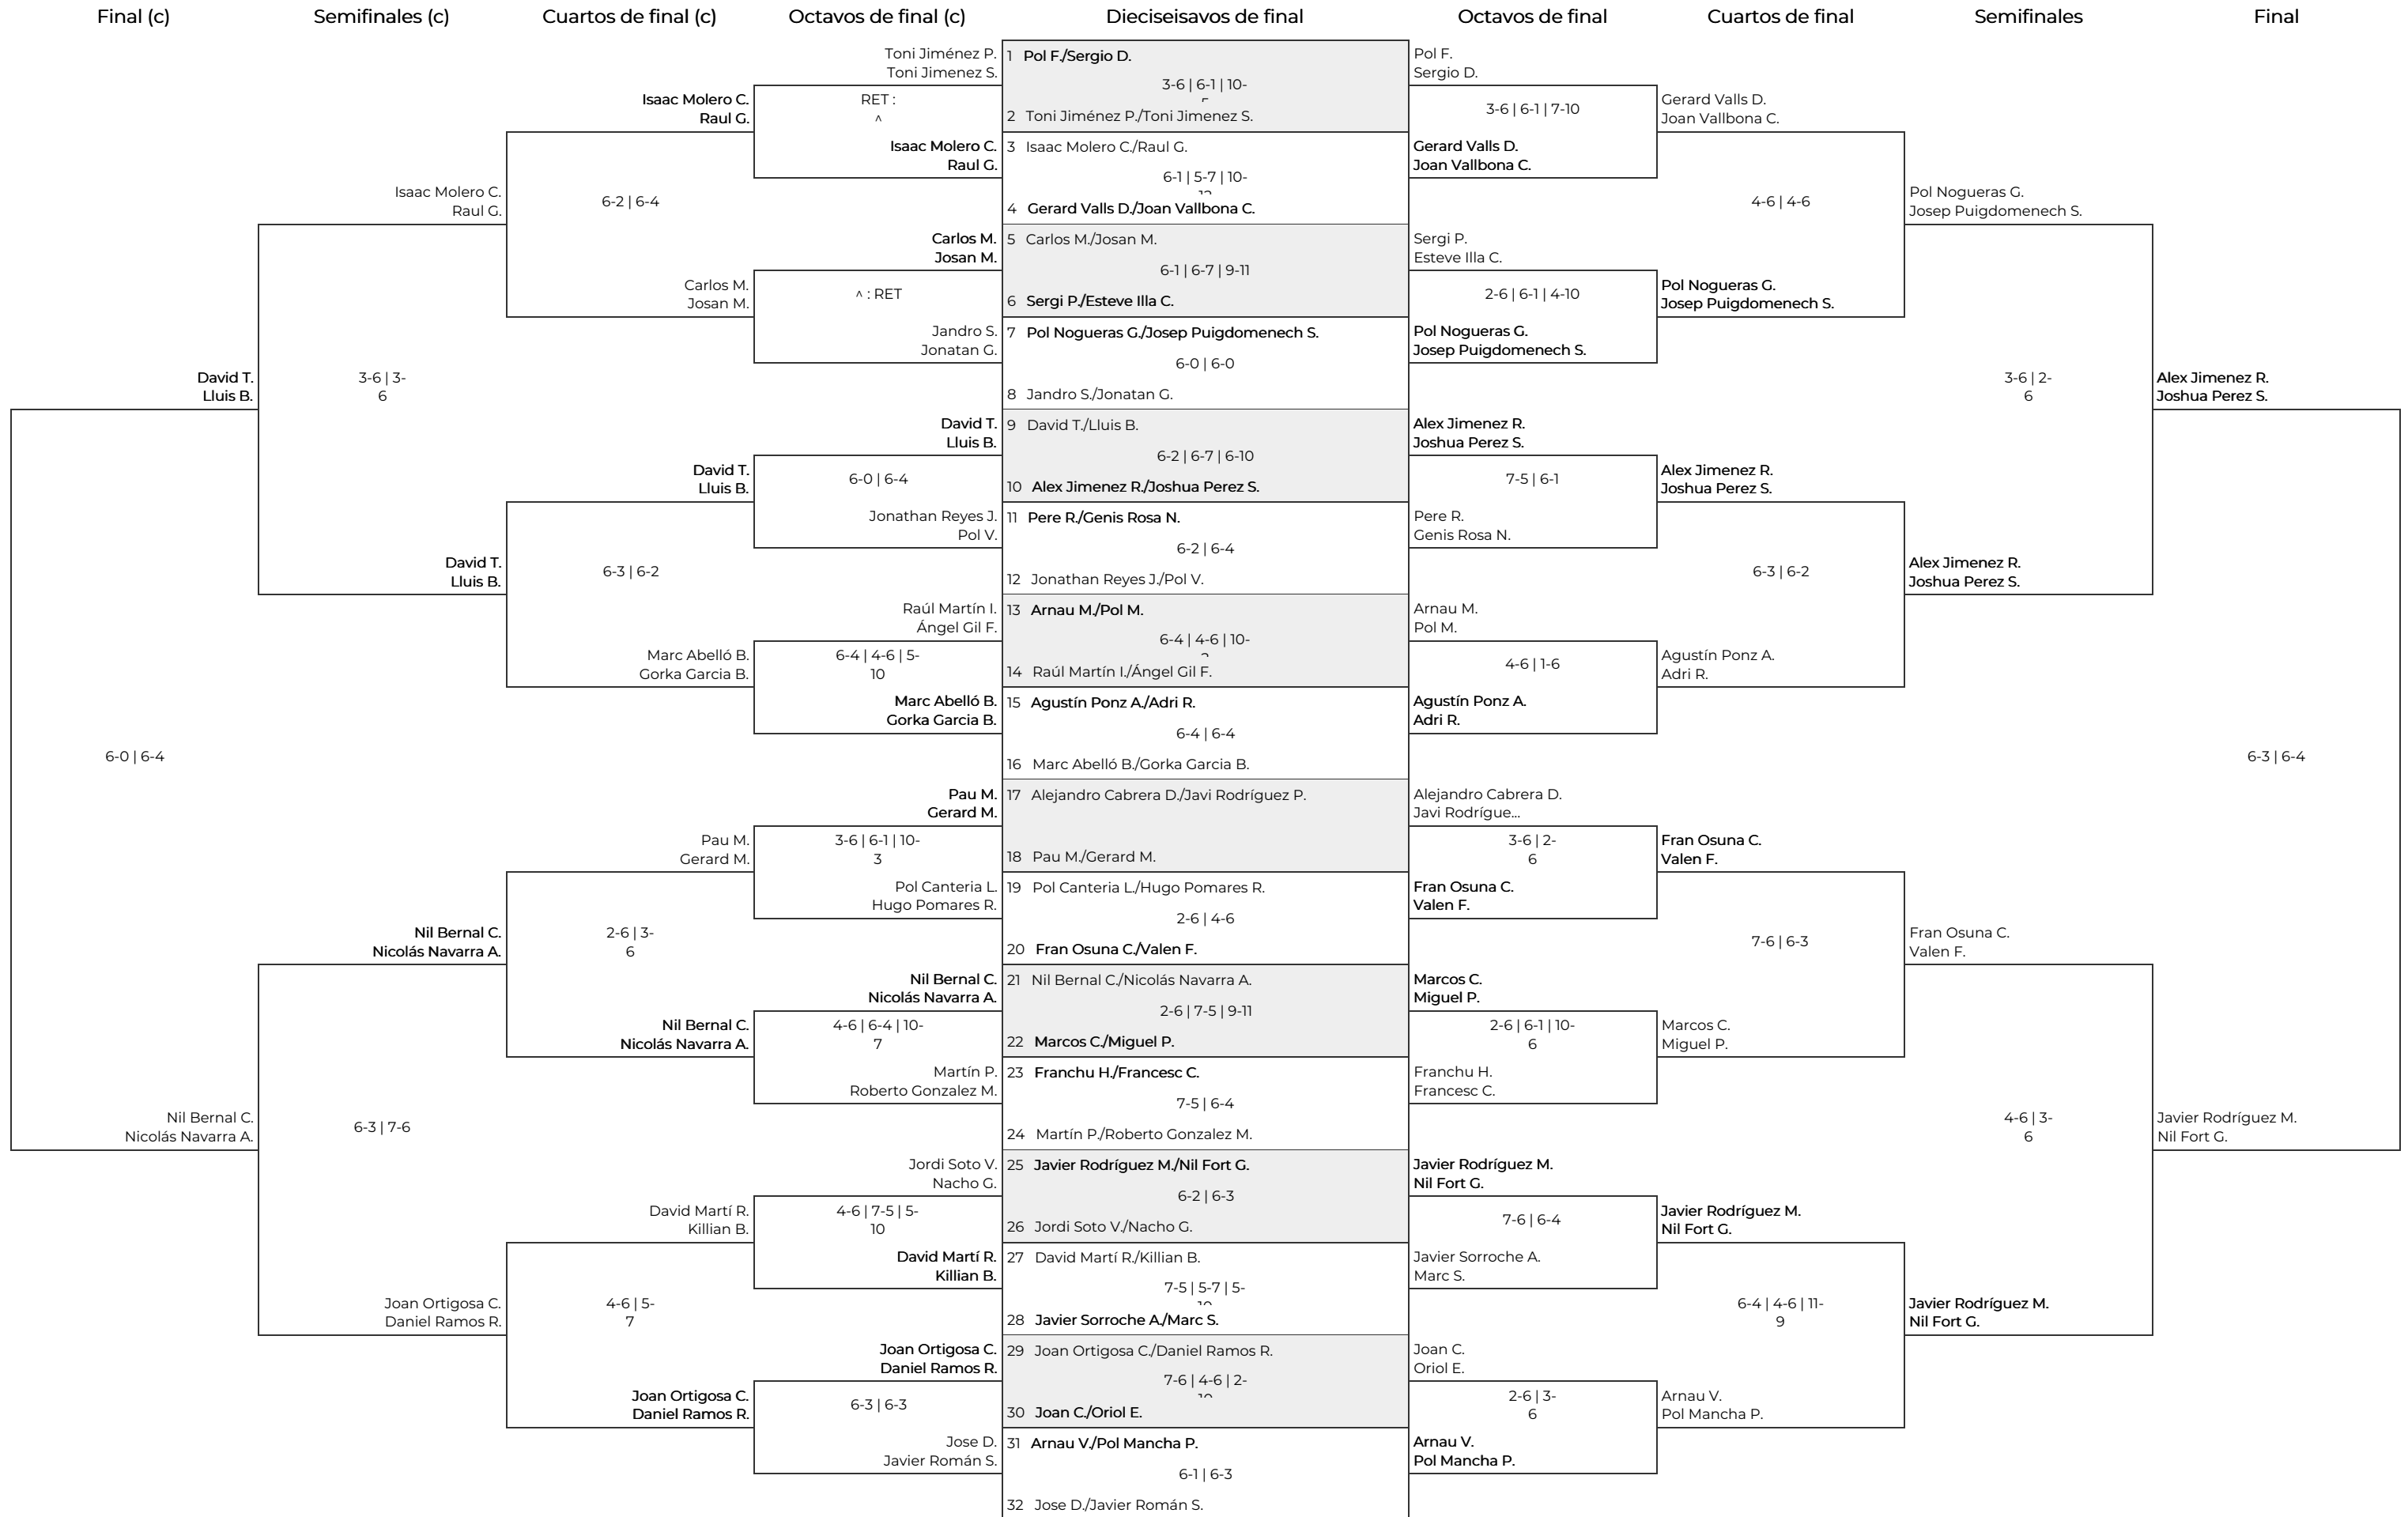 Final (c)
Semifinales (c)
Cuartos de final (c)
Octavos de final (c)
Dieciseisavos de final
Octavos de final
Cuartos de final
Semifinales
Final
David T.
Lluis B.
6-0 | 6-4
Nil Bernal C.
Nicolás Navarra A.
Isaac Molero C.
Raul G.
3-6 | 3-
6
David T.
Lluis B.
Nil Bernal C.
Nicolás Navarra A.
6-3 | 7-6
Joan Ortigosa C.
Daniel Ramos R.
Isaac Molero C.
Raul G.
6-2 | 6-4
Carlos M.
Josan M.
David T.
Lluis B.
6-3 | 6-2
Marc Abelló B.
Gorka Garcia B.
Pau M.
Gerard M.
2-6 | 3-
6
Nil Bernal C.
Nicolás Navarra A.
David Martí R.
Killian B.
4-6 | 5-
7
Joan Ortigosa C.
Daniel Ramos R.
Toni Jiménez P.
Toni Jimenez S.
RET :
^
Isaac Molero C.
Raul G.
Carlos M.
Josan M.
^ : RET
Jandro S.
Jonatan G.
David T.
Lluis B.
6-0 | 6-4
Jonathan Reyes J.
Pol V.
Raúl Martín I.
Ángel Gil F.
6-4 | 4-6 | 5-
10
Marc Abelló B.
Gorka Garcia B.
Pau M.
Gerard M.
3-6 | 6-1 | 10-
3
Pol Canteria L.
Hugo Pomares R.
Nil Bernal C.
Nicolás Navarra A.
4-6 | 6-4 | 10-
7
Martín P.
Roberto Gonzalez M.
Jordi Soto V.
Nacho G.
4-6 | 7-5 | 5-
10
David Martí R.
Killian B.
Joan Ortigosa C.
Daniel Ramos R.
6-3 | 6-3
Jose D.
Javier Román S.
1 Pol F./Sergio D.
3-6 | 6-1 | 10-
2 Toni Jiménez P./Toni Jimenez S.
3 Isaac Molero C./Raul G.
6-1 | 5-7 | 10-
4 Gerard Valls D./Joan Vallbona C.
5 Carlos M./Josan M.
6-1 | 6-7 | 9-11
6 Sergi P./Esteve Illa C.
7 Pol Nogueras G./Josep Puigdomenech S.
6-0 | 6-0
8 Jandro S./Jonatan G.
9 David T./Lluis B.
6-2 | 6-7 | 6-10
10 Alex Jimenez R./Joshua Perez S.
11 Pere R./Genis Rosa N.
6-2 | 6-4
12 Jonathan Reyes J./Pol V.
13 Arnau M./Pol M.
6-4 | 4-6 | 10-
14 Raúl Martín I./Ángel Gil F.
15 Agustín Ponz A./Adri R.
6-4 | 6-4
16 Marc Abelló B./Gorka Garcia B.
17 Alejandro Cabrera D./Javi Rodríguez P.
18 Pau M./Gerard M.
19 Pol Canteria L./Hugo Pomares R.
2-6 | 4-6
20 Fran Osuna C./Valen F.
21 Nil Bernal C./Nicolás Navarra A.
2-6 | 7-5 | 9-11
22 Marcos C./Miguel P.
23 Franchu H./Francesc C.
7-5 | 6-4
24 Martín P./Roberto Gonzalez M.
25 Javier Rodríguez M./Nil Fort G.
6-2 | 6-3
26 Jordi Soto V./Nacho G.
27 David Martí R./Killian B.
7-5 | 5-7 | 5-
28 Javier Sorroche A./Marc S.
29 Joan Ortigosa C./Daniel Ramos R.
7-6 | 4-6 | 2-
30 Joan C./Oriol E.
31 Arnau V./Pol Mancha P.
6-1 | 6-3
32 Jose D./Javier Román S.
Pol F.
Sergio D.
3-6 | 6-1 | 7-10
Gerard Valls D.
Joan Vallbona C.
Sergi P.
Esteve Illa C.
2-6 | 6-1 | 4-10
Pol Nogueras G.
Josep Puigdomenech S.
Alex Jimenez R.
Joshua Perez S.
7-5 | 6-1
Pere R.
Genis Rosa N.
Arnau M.
Pol M.
4-6 | 1-6
Agustín Ponz A.
Adri R.
Alejandro Cabrera D.
Javi Rodrígue...
3-6 | 2-
6
Fran Osuna C.
Valen F.
Marcos C.
Miguel P.
2-6 | 6-1 | 10-
6
Franchu H.
Francesc C.
Javier Rodríguez M.
Nil Fort G.
7-6 | 6-4
Javier Sorroche A.
Marc S.
Joan C.
Oriol E.
2-6 | 3-
6
Arnau V.
Pol Mancha P.
Gerard Valls D.
Joan Vallbona C.
4-6 | 4-6
Pol Nogueras G.
Josep Puigdomenech S.
Alex Jimenez R.
Joshua Perez S.
6-3 | 6-2
Agustín Ponz A.
Adri R.
Fran Osuna C.
Valen F.
7-6 | 6-3
Marcos C.
Miguel P.
Javier Rodríguez M.
Nil Fort G.
6-4 | 4-6 | 11-
9
Arnau V.
Pol Mancha P.
Pol Nogueras G.
Josep Puigdomenech S.
3-6 | 2-
6
Alex Jimenez R.
Joshua Perez S.
Fran Osuna C.
Valen F.
4-6 | 3-
6
Javier Rodríguez M.
Nil Fort G.
Alex Jimenez R.
Joshua Perez S.
6-3 | 6-4
Javier Rodríguez M.
Nil Fort G.